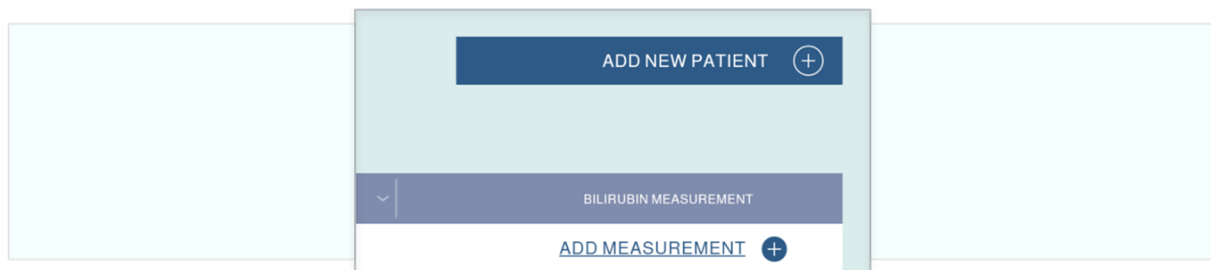 ADD NEW PATIENT
BILIRUBIN MEASUREMENT
ADD MEASUREMENT